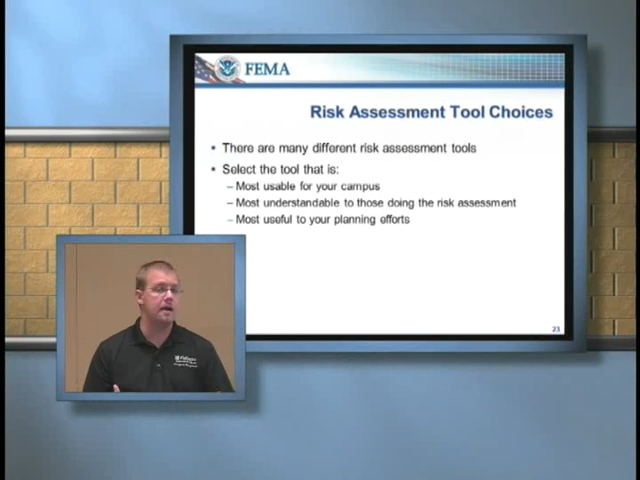 FEMA
Risk Assessment Tool Choices
There are many different risk assessment tools
Select the tool that is:
– Most usable for your campus
– Most understandable to those doing the risk assessment
– Most useful to your planning efforts
23